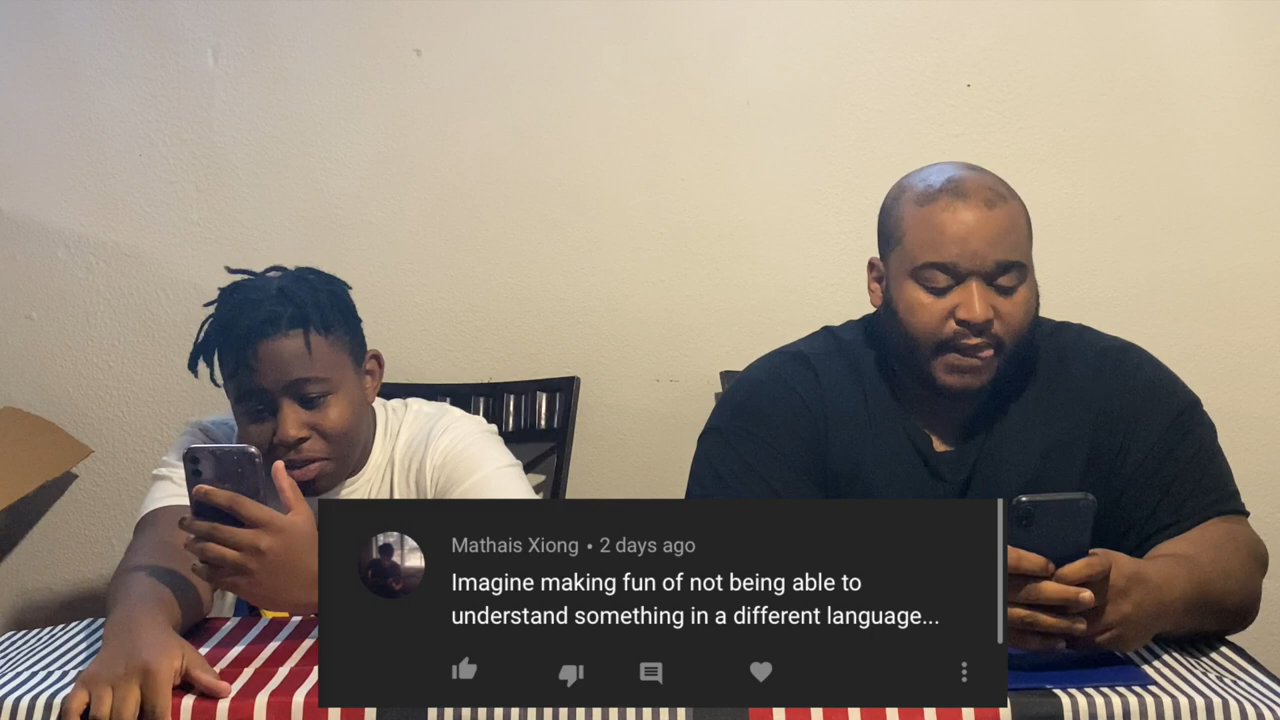 Mathais Xiong • 2 days ago
Imagine making fun of not being able to
understand something in a different language...